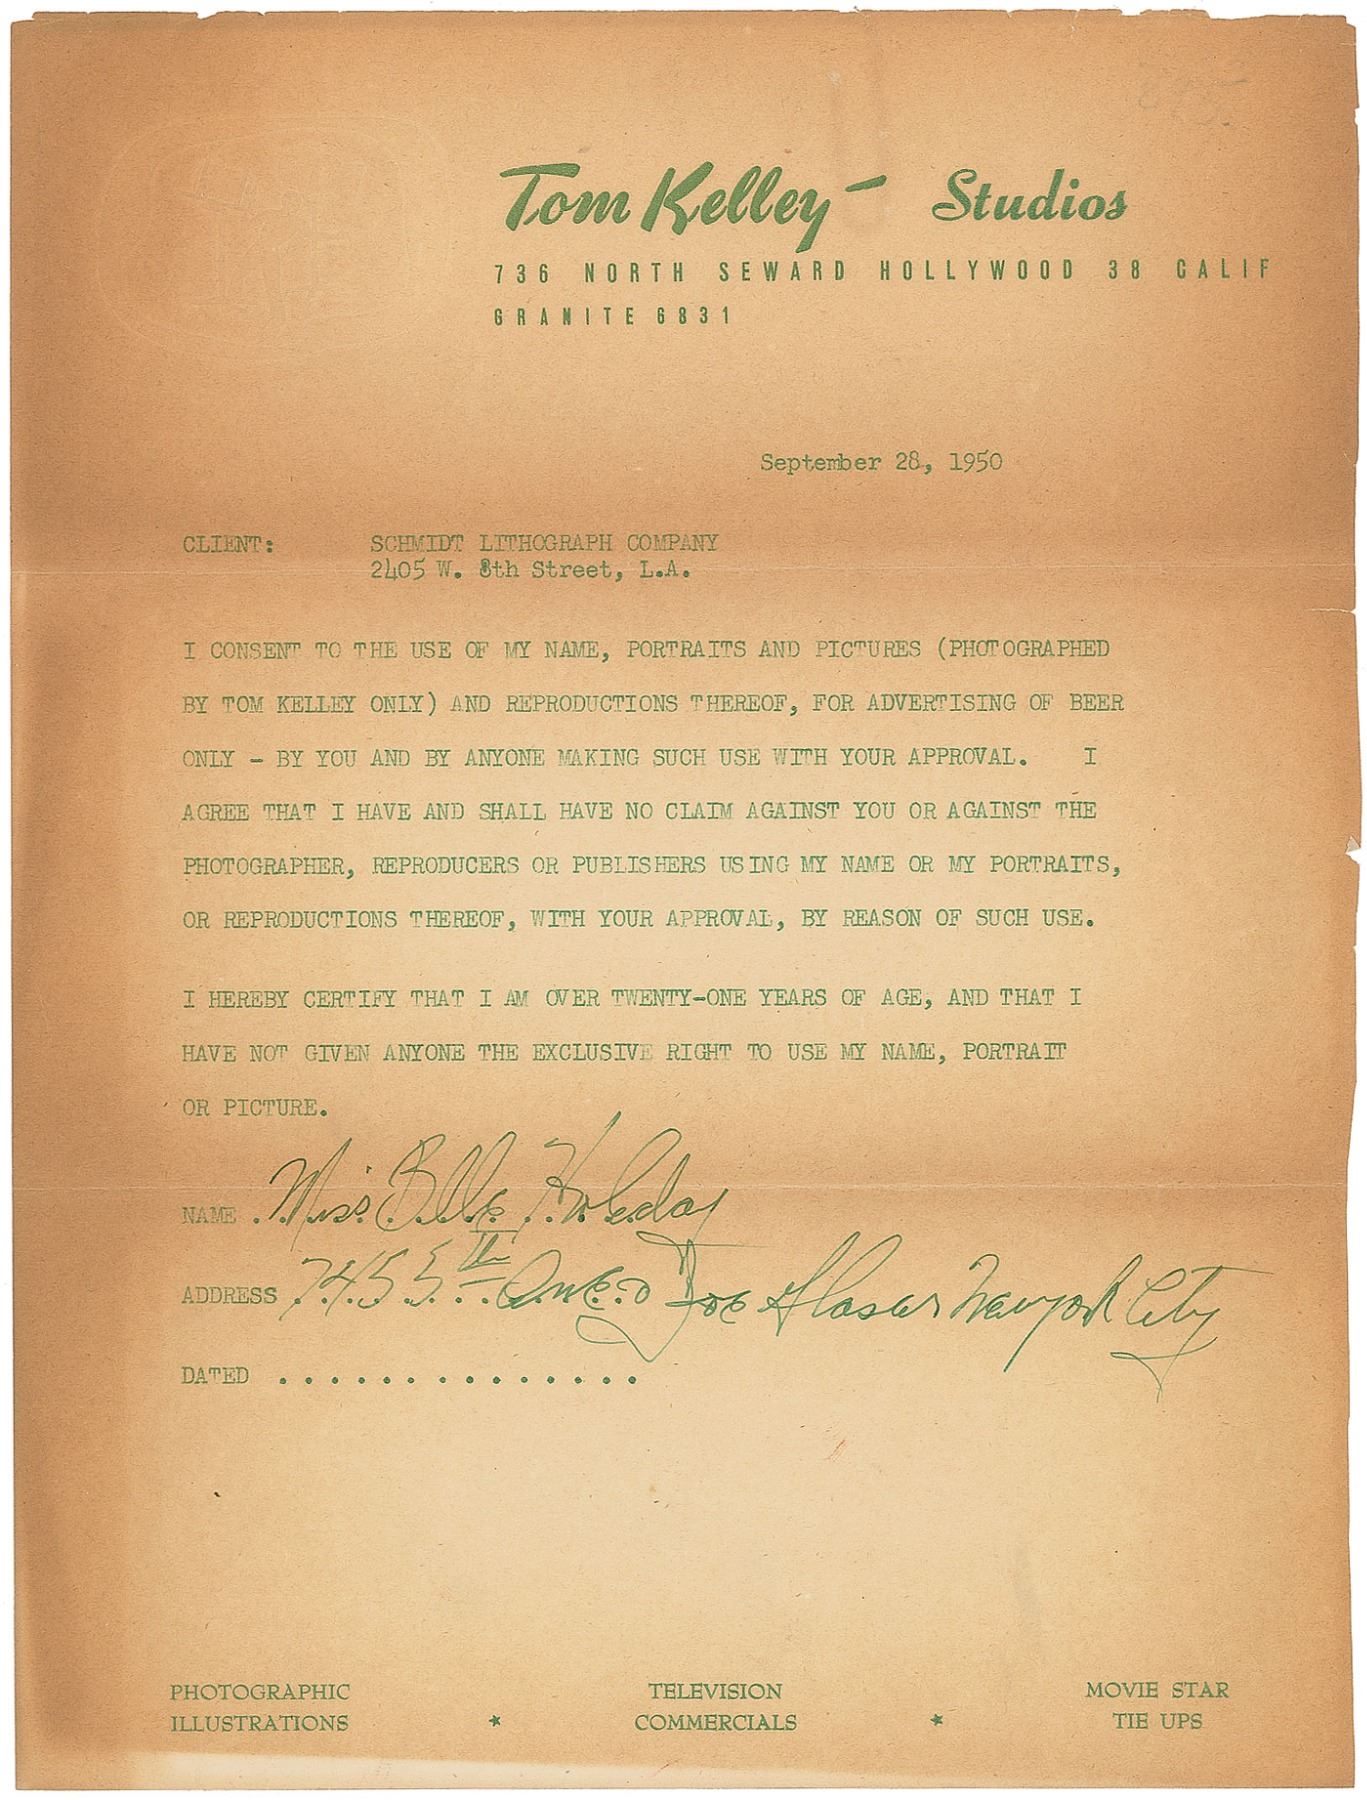 Tom Kelley - Studios
736 NORTH SEWARD HOLLYWOOD 38 CALIF
GRANITE 6831
September 28, 1950
CLIENT: SCHMIDT LITHOGRAPH COMPANY
2405 W. 8th Street, L.A.
I CONSENT TO THE USE OF MY NAME, PORTRAITS AND PICTURES (PHOTOGRAPHED
BY TOM KELLEY ONLY) AND REPRODUCTIONS THEREOF, FOR ADVERTISING OF BEER
ONLY - BY YOU AND BY ANYONE MAKING SUCH USE WITH YOUR APPROVAL. I
AGREE THAT I HAVE AND SHALL HAVE NO CLAIM AGAINST YOU OR AGAINST THE
PHOTOGRAPHER, REPRODUCERS OR PUBLISHERS USING MY NAME OR MY PORTRAITS,
OR REPRODUCTIONS THEREOF, WITH YOUR APPROVAL, BY REASON OF SUCH USE.
I HEREBY CERTIFY THAT I AM OVER TWENTY-ONE YEARS OF AGE, AND THAT I
HAVE NOT GIVEN ANYONE THE EXCLUSIVE RIGHT TO USE MY NAME, PORTRAIT
OR PICTURE.
NAME Miss Billie Holiday
ADDRESS 745 5th Ave Joe Glaser New York City
DATED ..............
PHOTOGRAPHIC ILLUSTRATIONS * TELEVISION COMMERCIALS * MOVIE STAR TIE UPS